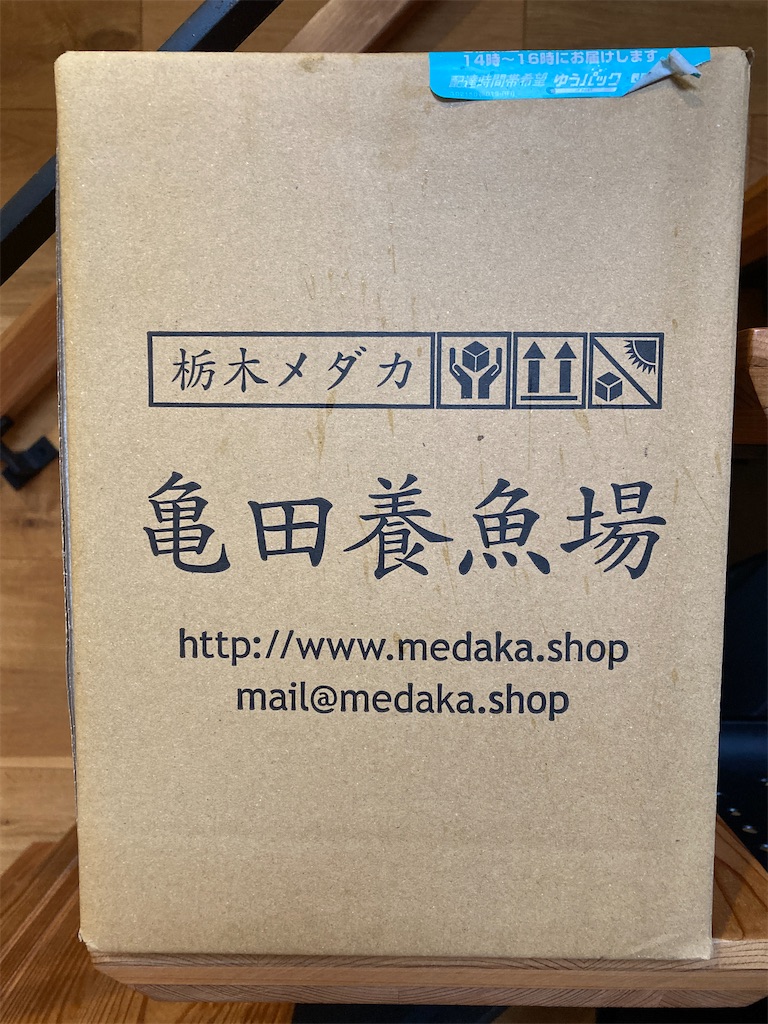 14時～16時にお届けします
配達時間帯希望 ゆうパック
栃木メダカ
亀田養魚場
http://www.medaka.shop
mail@medaka.shop